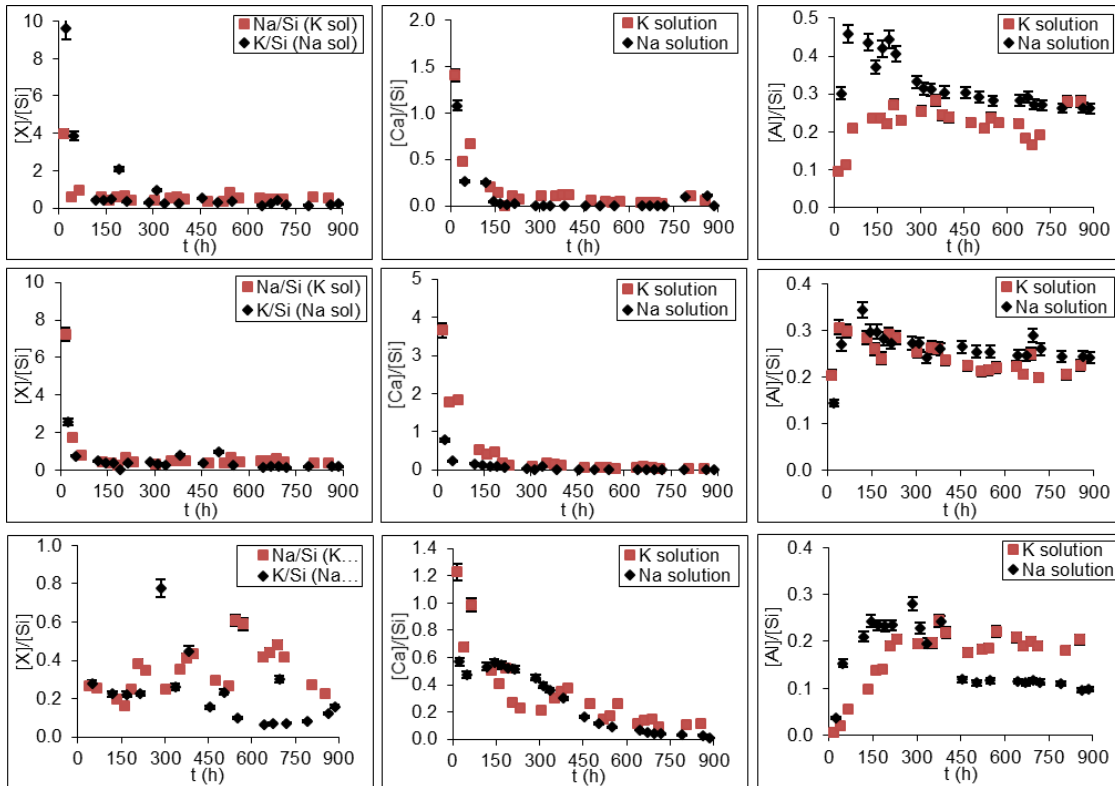 [X]/[Si]
10
8
6
4
2
0
Na/Si (K sol)
K/Si (Na sol)
0 150 300 450 600 750 900
t (h)
[Ca]/[Si]
2.0
1.5
1.0
0.5
0.0
K solution
Na solution
0 150 300 450 600 750 900
t (h)
[Al]/[Si]
0.5
0.4
0.3
0.2
0.1
0.0
K solution
Na solution
0 150 300 450 600 750 900
t (h)
[X]/[Si]
10
8
6
4
2
0
Na/Si (K sol)
K/Si (Na sol)
0 150 300 450 600 750 900
t (h)
[Ca]/[Si]
5
4
3
2
1
0
K solution
Na solution
0 150 300 450 600 750 900
t (h)
[Al]/[Si]
0.4
0.3
0.2
0.1
0.0
K solution
Na solution
0 150 300 450 600 750 900
t (h)
[X]/[Si]
1.0
0.8
0.6
0.4
0.2
0.0
Na/Si (K...
K/Si (Na...
0 150 300 450 600 750 900
t (h)
[Ca]/[Si]
1.4
1.2
1.0
0.8
0.6
0.4
0.2
0.0
K solution
Na solution
0 150 300 450 600 750 900
t (h)
[Al]/[Si]
0.4
0.3
0.2
0.1
0.0
K solution
Na solution
0 150 300 450 600 750 900
t (h)